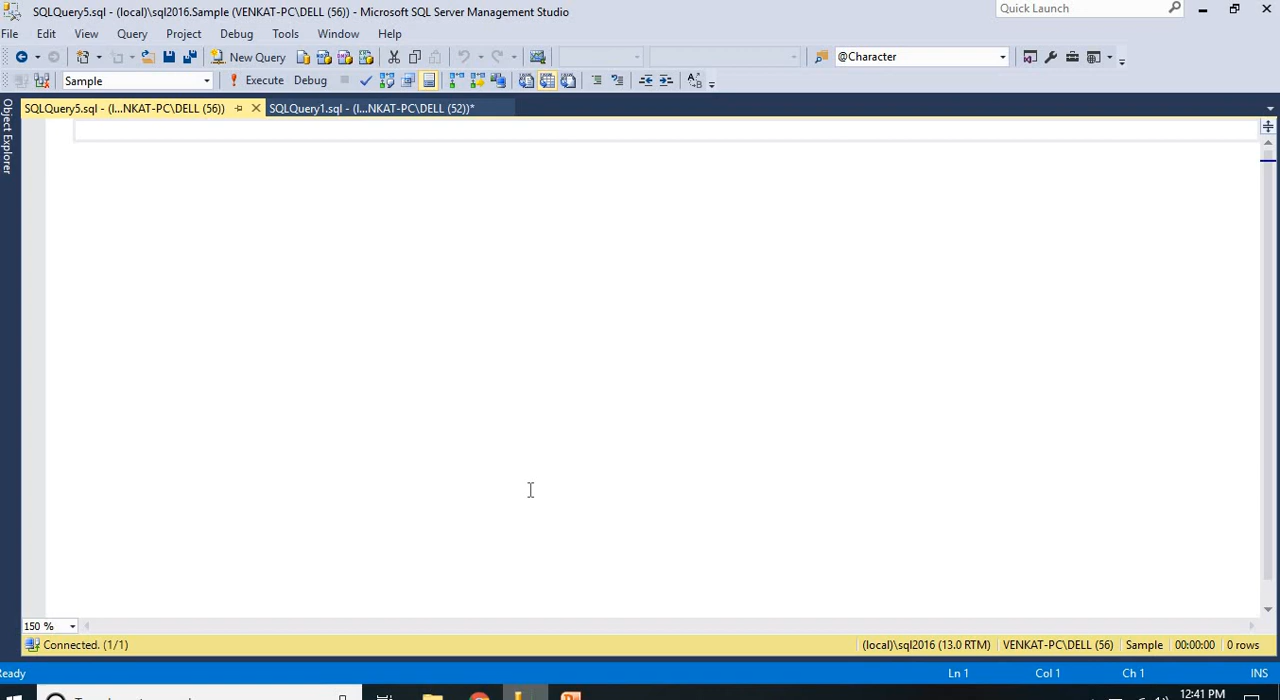 SQLQuery5.sql - (local)\sql2016.Sample (VENKAT-PC\DELL (56)) - Microsoft SQL Server Management Studio
Quick Launch
File Edit View Query Project Debug Tools Window Help
New Query
@Character
Sample
Execute Debug
SQLQuery5.sql - (l...NKAT-PC\DELL (56))
SQLQuery1.sql - (l...NKAT-PC\DELL (52))*
Object Explorer
150 %
Connected. (1/1)
(local)\sql2016 (13.0 RTM) VENKAT-PC\DELL (56) Sample 00:00:00 0 rows
Ready
Ln 1 Col 1 Ch 1 INS
12:41 PM